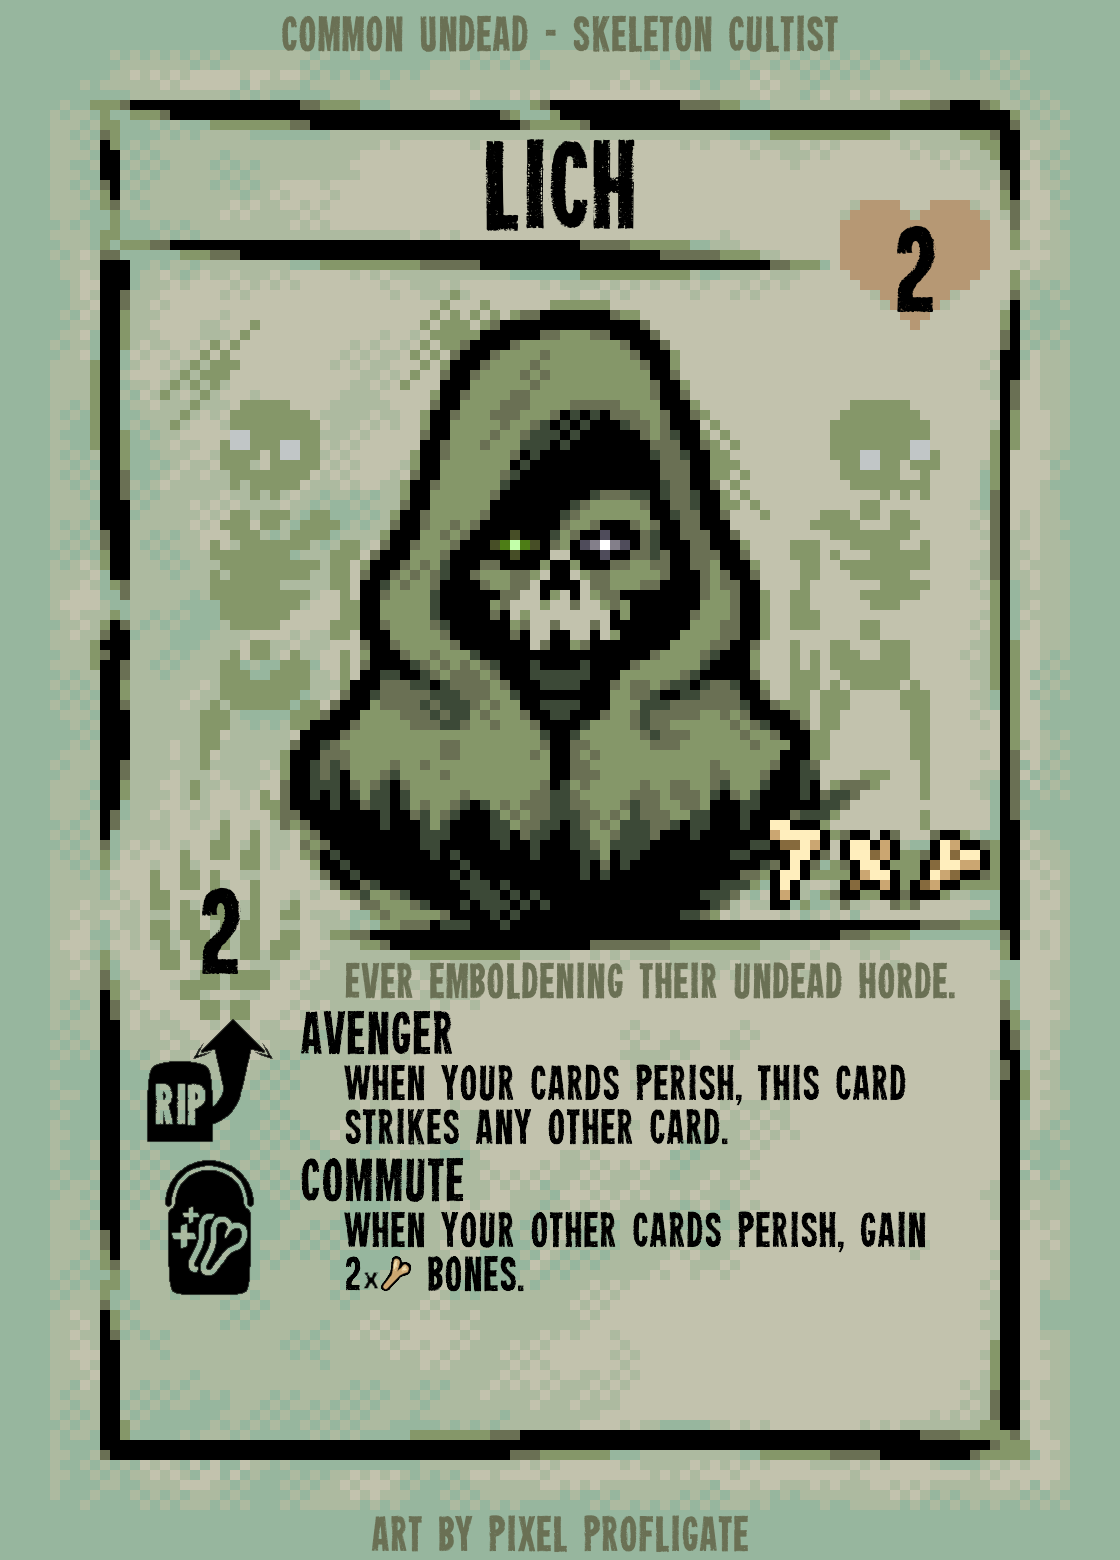 COMMON UNDEAD - SKELETON CULTIST
LICH
2
7 X
2
EVER EMBOLDENING THEIR UNDEAD HORDE.
AVENGER
WHEN YOUR CARDS PERISH, THIS CARD
STRIKES ANY OTHER CARD.
RIP
COMMUTE
WHEN YOUR OTHER CARDS PERISH, GAIN
2x BONES.
ART BY PIXEL PROFLIGATE